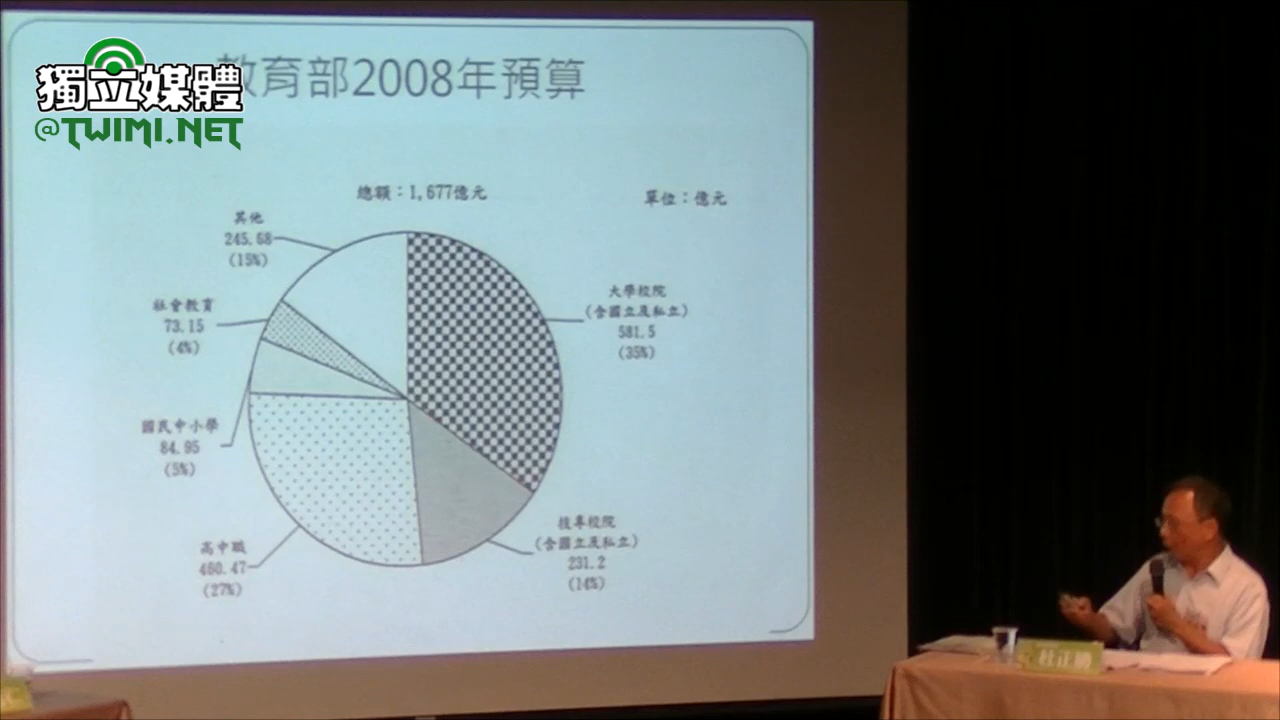 獨立媒體
@TWIMI.NET
教育部2008年預算
總額：1,677億元
單位：億元
其他
245.68
(15%)
大學校院
(含國立及私立)
581.5
(35%)
社會教育
73.15
(4%)
國民中小學
84.95
(5%)
技專校院
(含國立及私立)
231.2
(14%)
高中職
460.47
(27%)
杜正勝